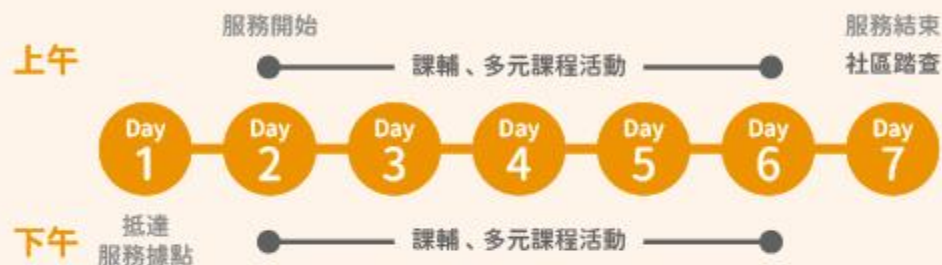 服務開始
服務結束
上午
課輔、多元課程活動
社區踏查
Day 1
Day 2
Day 3
Day 4
Day 5
Day 6
Day 7
抵達
服務據點
下午
課輔、多元課程活動